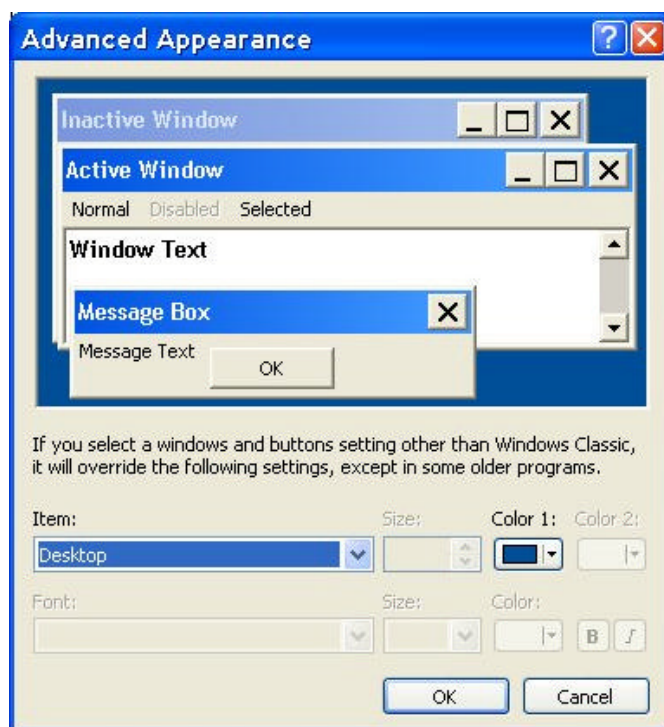 Advanced Appearance
Inactive Window
Active Window
Normal Disabled Selected
Window Text
Message Box
Message Text
OK
If you select a windows and buttons setting other than Windows Classic,
it will override the following settings, except in some older programs.
Item: Size: Color 1: Color 2:
Desktop
Font: Size: Color:
B I
OK Cancel